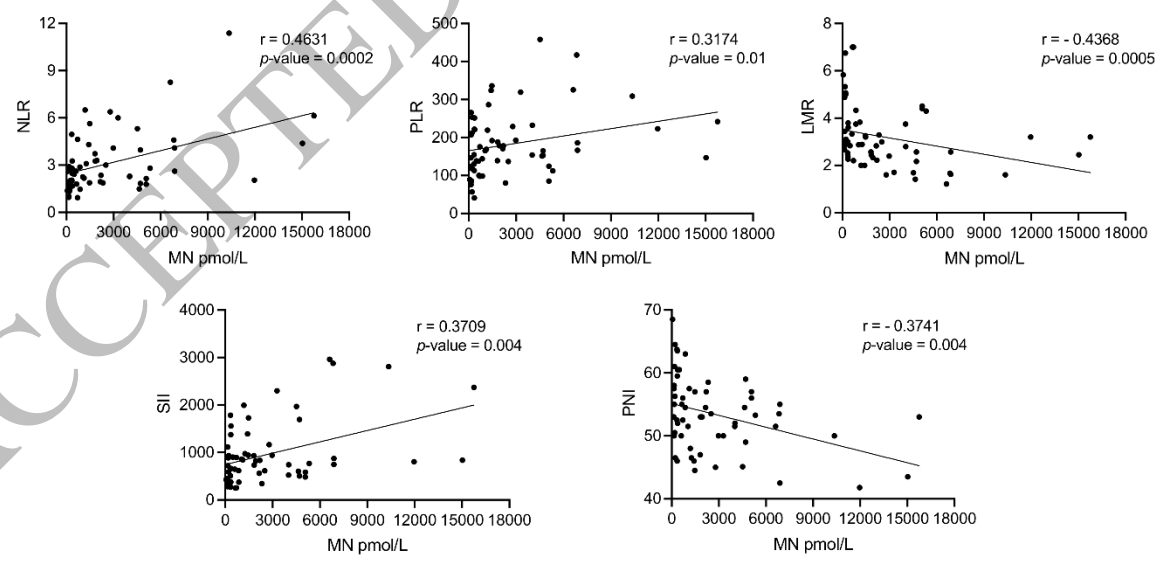 12
9
6
3
0
NLR
r = 0.4631
p-value = 0.0002
0 3000 6000 9000 12000 15000 18000
MN pmol/L
500
400
300
200
100
0
PLR
r = 0.3174
p-value = 0.01
0 3000 6000 9000 12000 15000 18000
MN pmol/L
8
6
4
2
0
LMR
r = - 0.4368
p-value = 0.0005
0 3000 6000 9000 12000 15000 18000
MN pmol/L
4000
3000
2000
1000
0
SII
r = 0.3709
p-value = 0.004
0 3000 6000 9000 12000 15000 18000
MN pmol/L
70
60
50
40
PNI
r = - 0.3741
p-value = 0.004
0 3000 6000 9000 12000 15000 18000
MN pmol/L
CCEPTED